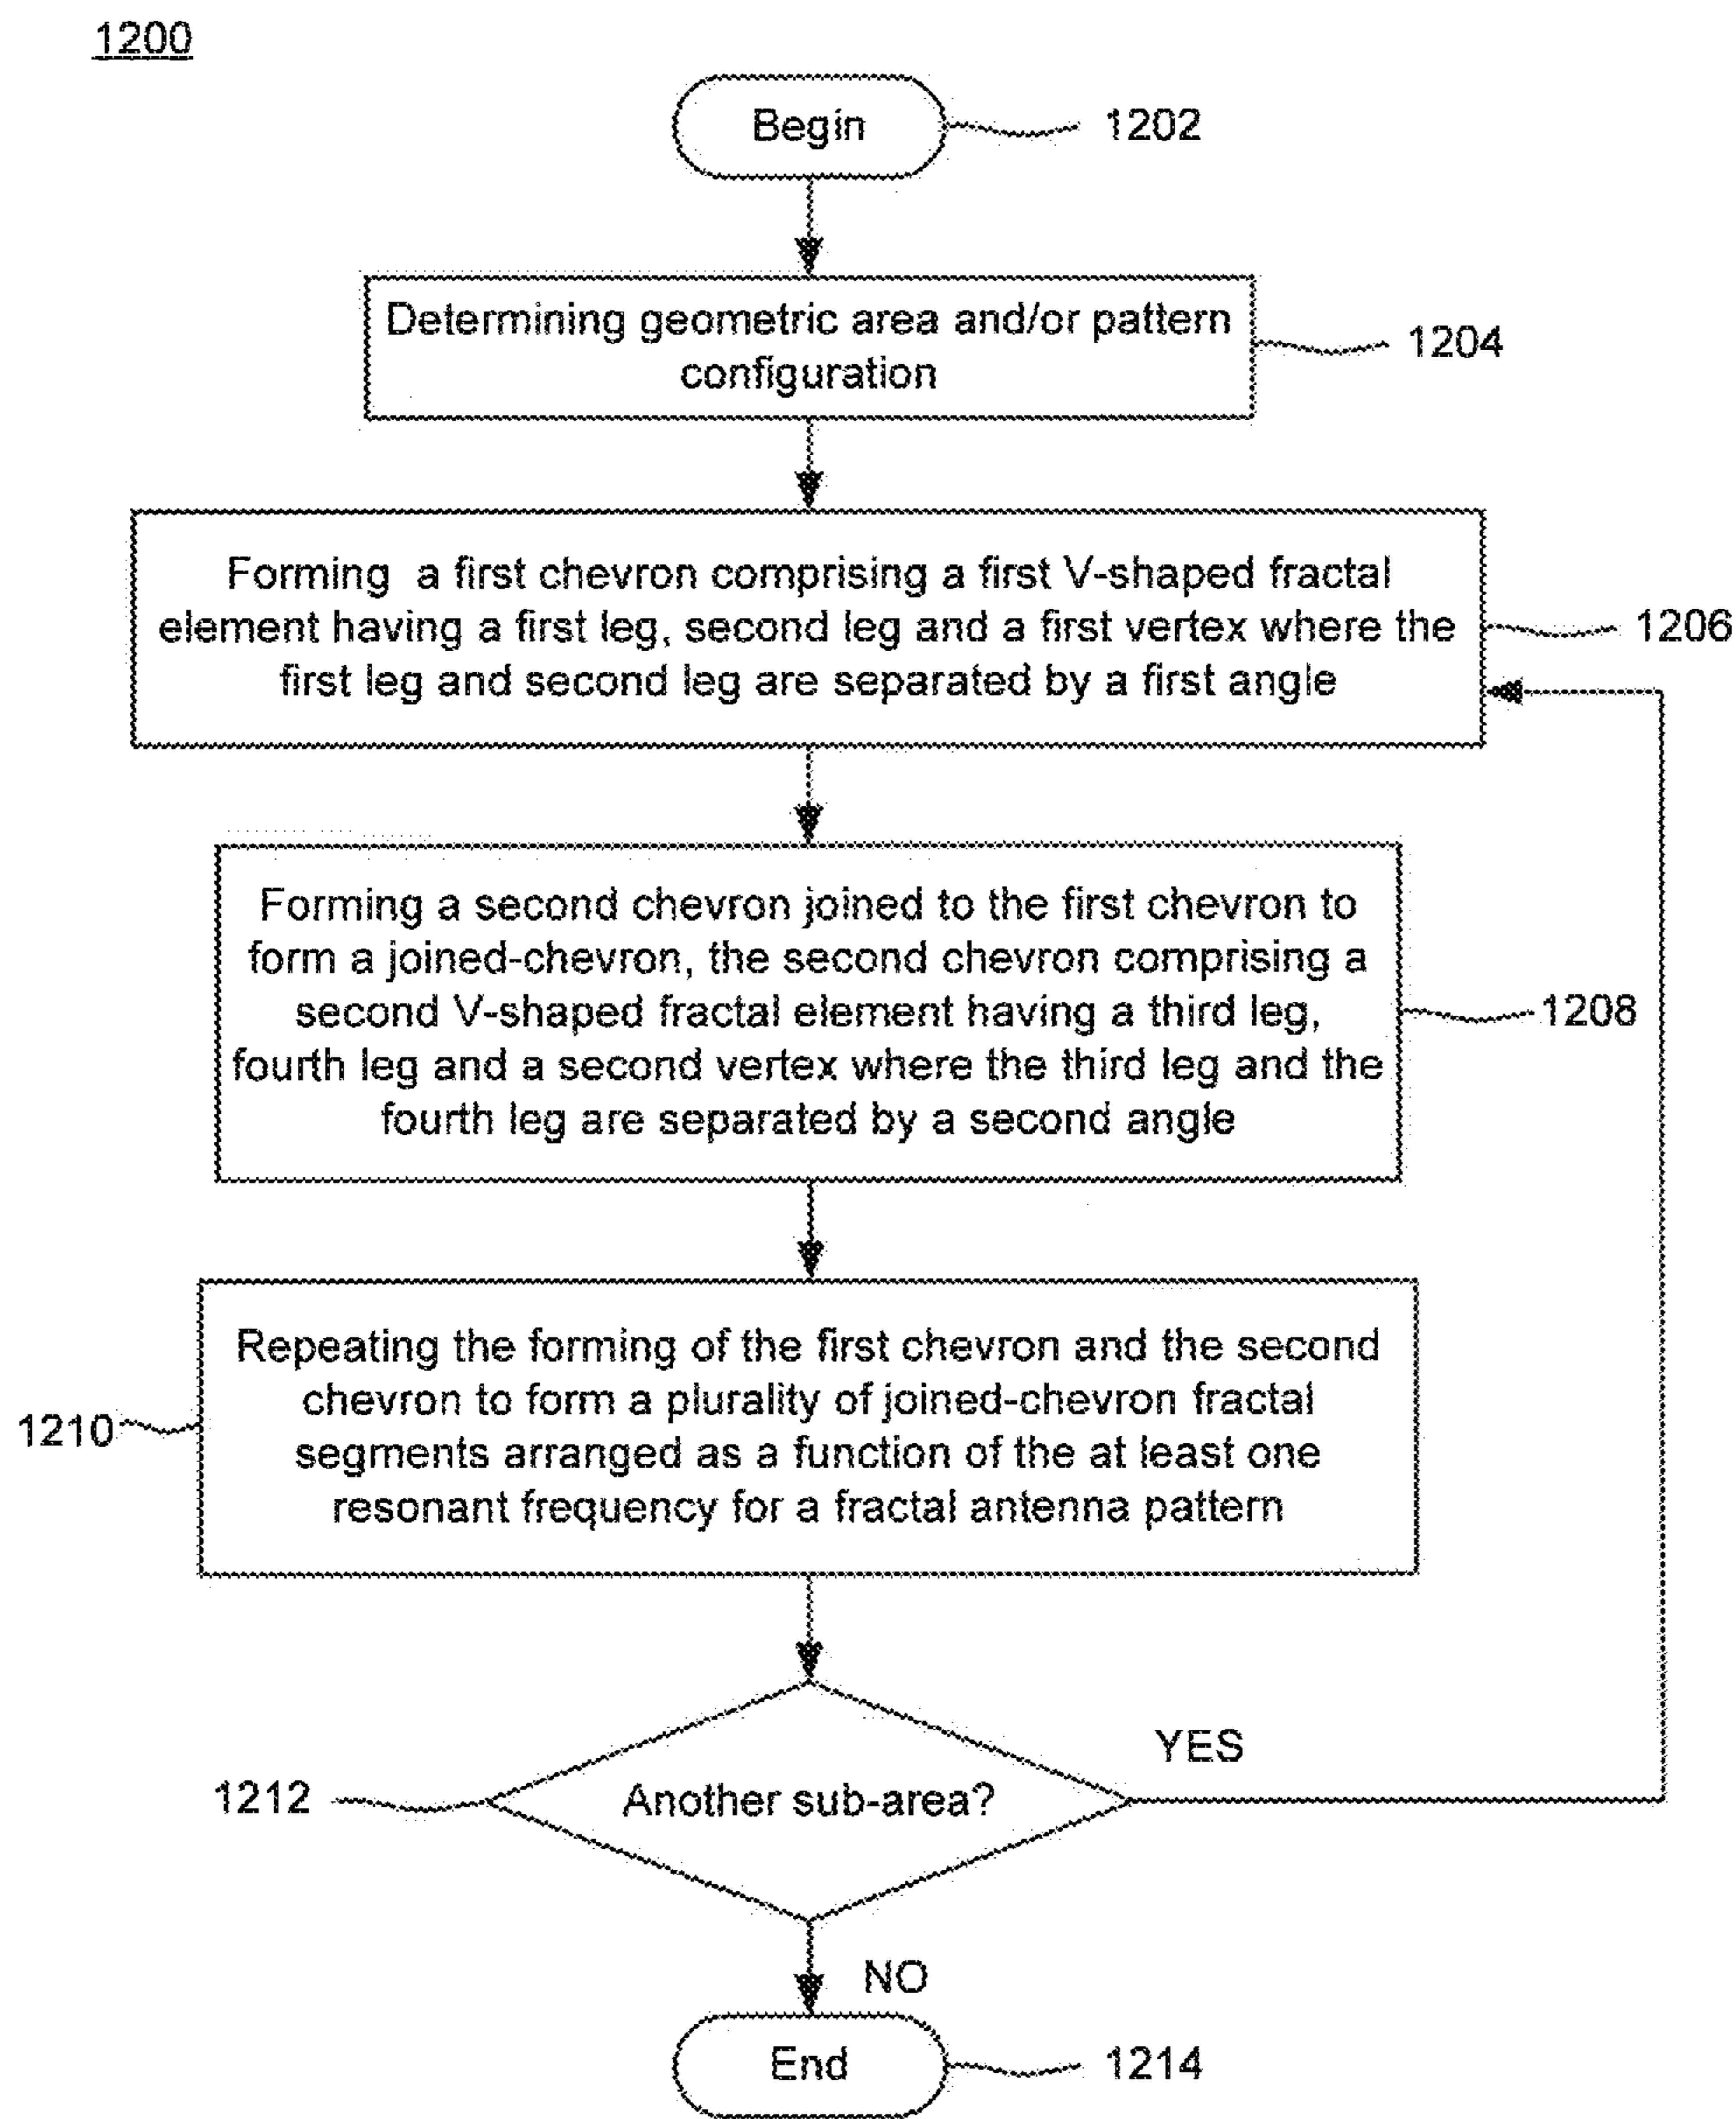 1200
Begin
1202
Determining geometric area and/or pattern
configuration
1204
Forming a first chevron comprising a first V-shaped fractal
element having a first leg, second leg and a first vertex where the
first leg and second leg are separated by a first angle
1206
Forming a second chevron joined to the first chevron to
form a joined-chevron, the second chevron comprising a
second V-shaped fractal element having a third leg,
fourth leg and a second vertex where the third leg and the
fourth leg are separated by a second angle
1208
Repeating the forming of the first chevron and the second
chevron to form a plurality of joined-chevron fractal
segments arranged as a function of the at least one
resonant frequency for a fractal antenna pattern
1210
YES
1212
Another sub-area?
NO
End
1214